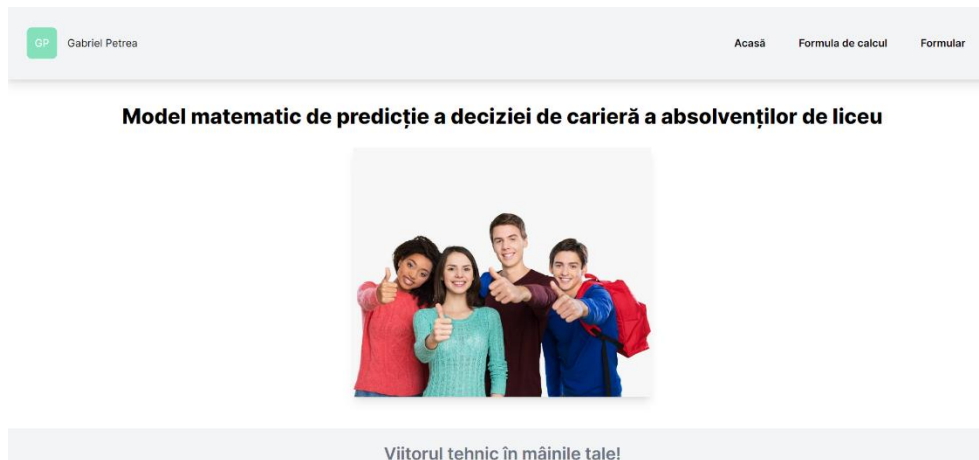 GP Gabriel Petrea Acasă Formula de calcul Formular
Model matematic de predicție a deciziei de carieră a absolvenților de liceu
Viitorul tehnic în mâinile tale!